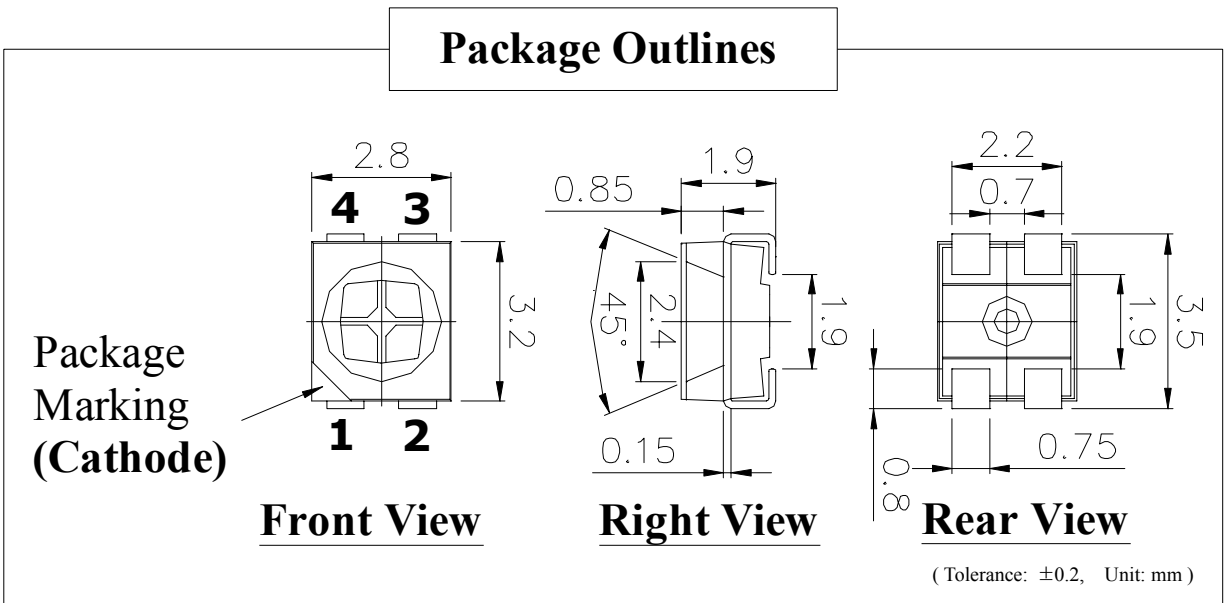 Package Outlines
2.8
4 3
3.2
1 2
Package
Marking
(Cathode)
Front View
1.9
0.85
45°
2.4
1.9
0.15
Right View
2.2
0.7
1.9
3.5
0.8
0.75
Rear View
( Tolerance: ±0.2, Unit: mm )